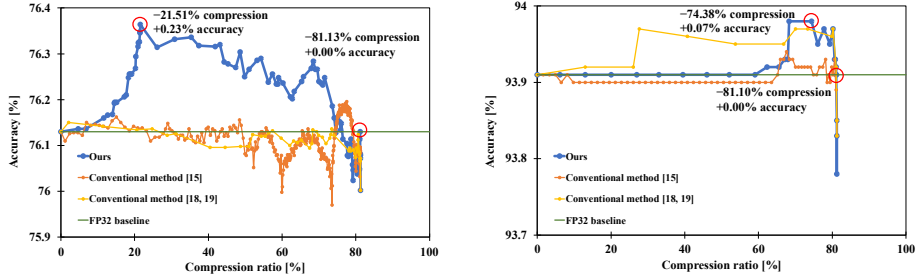 76.4
76.3
76.2
76.1
76
75.9
Accuracy [%]
−21.51% compression
+0.23% accuracy
−81.13% compression
+0.00% accuracy
Ours
Conventional method [15]
Conventional method [18, 19]
FP32 baseline
0
20
40
60
80
100
Compression ratio [%]
94
93.9
93.8
93.7
Accuracy [%]
−74.38% compression
+0.07% accuracy
−81.10% compression
+0.00% accuracy
Ours
Conventional method [15]
Conventional method [18, 19]
FP32 baseline
0
20
40
60
80
100
Compression ratio [%]